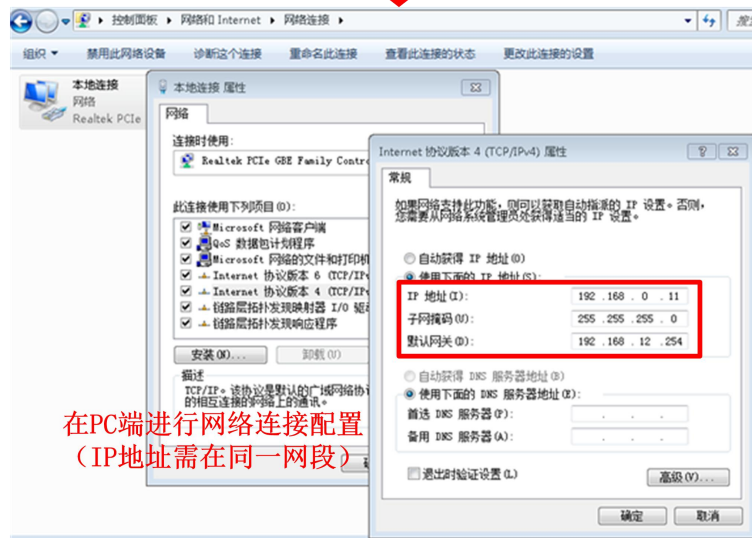 控制面板 网络和 Internet 网络连接
组织 禁用此网络设备 诊断这个连接 重命名此连接 查看此连接的状态 更改此连接的设置
本地连接
网络
Realtek PCIe
本地连接 属性
网络
连接时使用:
Realtek PCIe GBE Family Contr
此连接使用下列项目(O):
Microsoft 网络客户端
QoS 数据包计划程序
Microsoft 网络的文件和打印机
Internet 协议版本 6 (TCP/IPv
Internet 协议版本 4 (TCP/IPv
链路层拓扑发现映射器 I/O 驱
链路层拓扑发现响应程序
安装(N)... 卸载(U)
描述
TCP/IP。该协议是默认的广域网络协
的相互连接的网络上的通讯。
在PC端进行网络连接配置
（IP地址需在同一网段）
Internet 协议版本 4 (TCP/IPv4) 属性
常规
如果网络支持此功能，则可以获取自动指派的 IP 设置。否则，
您需要从网络系统管理员处获得适当的 IP 设置。
自动获得 IP 地址(O)
使用下面的 IP 地址(S):
IP 地址(I): 192 .168 . 0 . 11
子网掩码(U): 255 .255 .255 . 0
默认网关(D): 192 .168 . 12 .254
自动获得 DNS 服务器地址(B)
使用下面的 DNS 服务器地址(E):
首选 DNS 服务器(P): . . .
备用 DNS 服务器(A): . . .
退出时验证设置(L)
高级(V)...
确定 取消